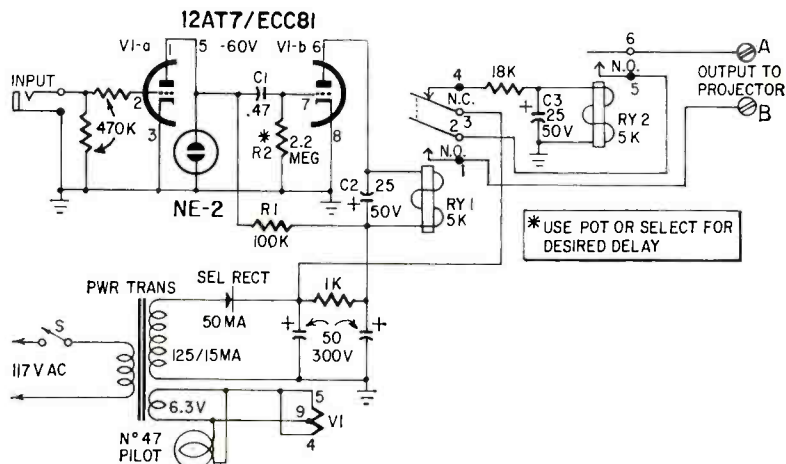 12AT7/ECC81
V1-a 1 5 -60V V1-b 6
INPUT
2
3
470K
C1
.47
7
8
*
R2
2.2
MEG
NE-2
R1
100K
C2
25
50V
+
N.O.
1
RY 1
5K
4
18K
N.C.
3
2
+
C3
25
50V
N.O.
5
6
RY 2
5K
A
OUTPUT TO
PROJECTOR
B
* USE POT OR SELECT FOR
DESIRED DELAY
PWR TRANS
SEL RECT
50MA
1K
+
50
300V
+
S
117V AC
125/15MA
6.3V
5
9
4
V1
Nº 47
PILOT